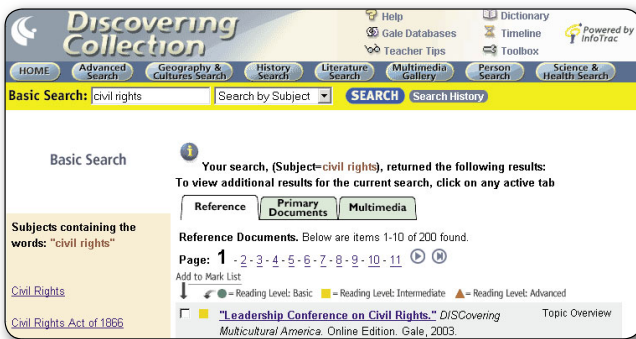 Discovering
Collection
Help
Gale Databases
Teacher Tips
Dictionary
Timeline
Toolbox
Powered by
InfoTrac
HOME
Advanced
Search
Geography &
Cultures Search
History
Search
Literature
Search
Multimedia
Gallery
Person
Search
Science &
Health Search
Basic Search: civil rights Search by Subject SEARCH Search History
Basic Search
Subjects containing the
words: "civil rights"
Civil Rights
Civil Rights Act of 1866
Your search, (Subject=civil rights), returned the following results:
To view additional results for the current search, click on any active tab
Reference
Primary
Documents
Multimedia
Reference Documents. Below are items 1-10 of 200 found.
Page: 1 - 2 - 3 - 4 - 5 - 6 - 7 - 8 - 9 - 10 - 11
Add to Mark List
= Reading Level: Basic = Reading Level: Intermediate = Reading Level: Advanced
"Leadership Conference on Civil Rights." DISCovering Topic Overview
Multicultural America. Online Edition. Gale, 2003.